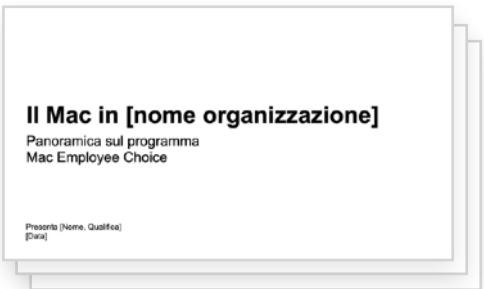 Il Mac in [nome organizzazione]
Panoramica sul programma
Mac Employee Choice
Presenta [Nome, Qualifica]
[Data]